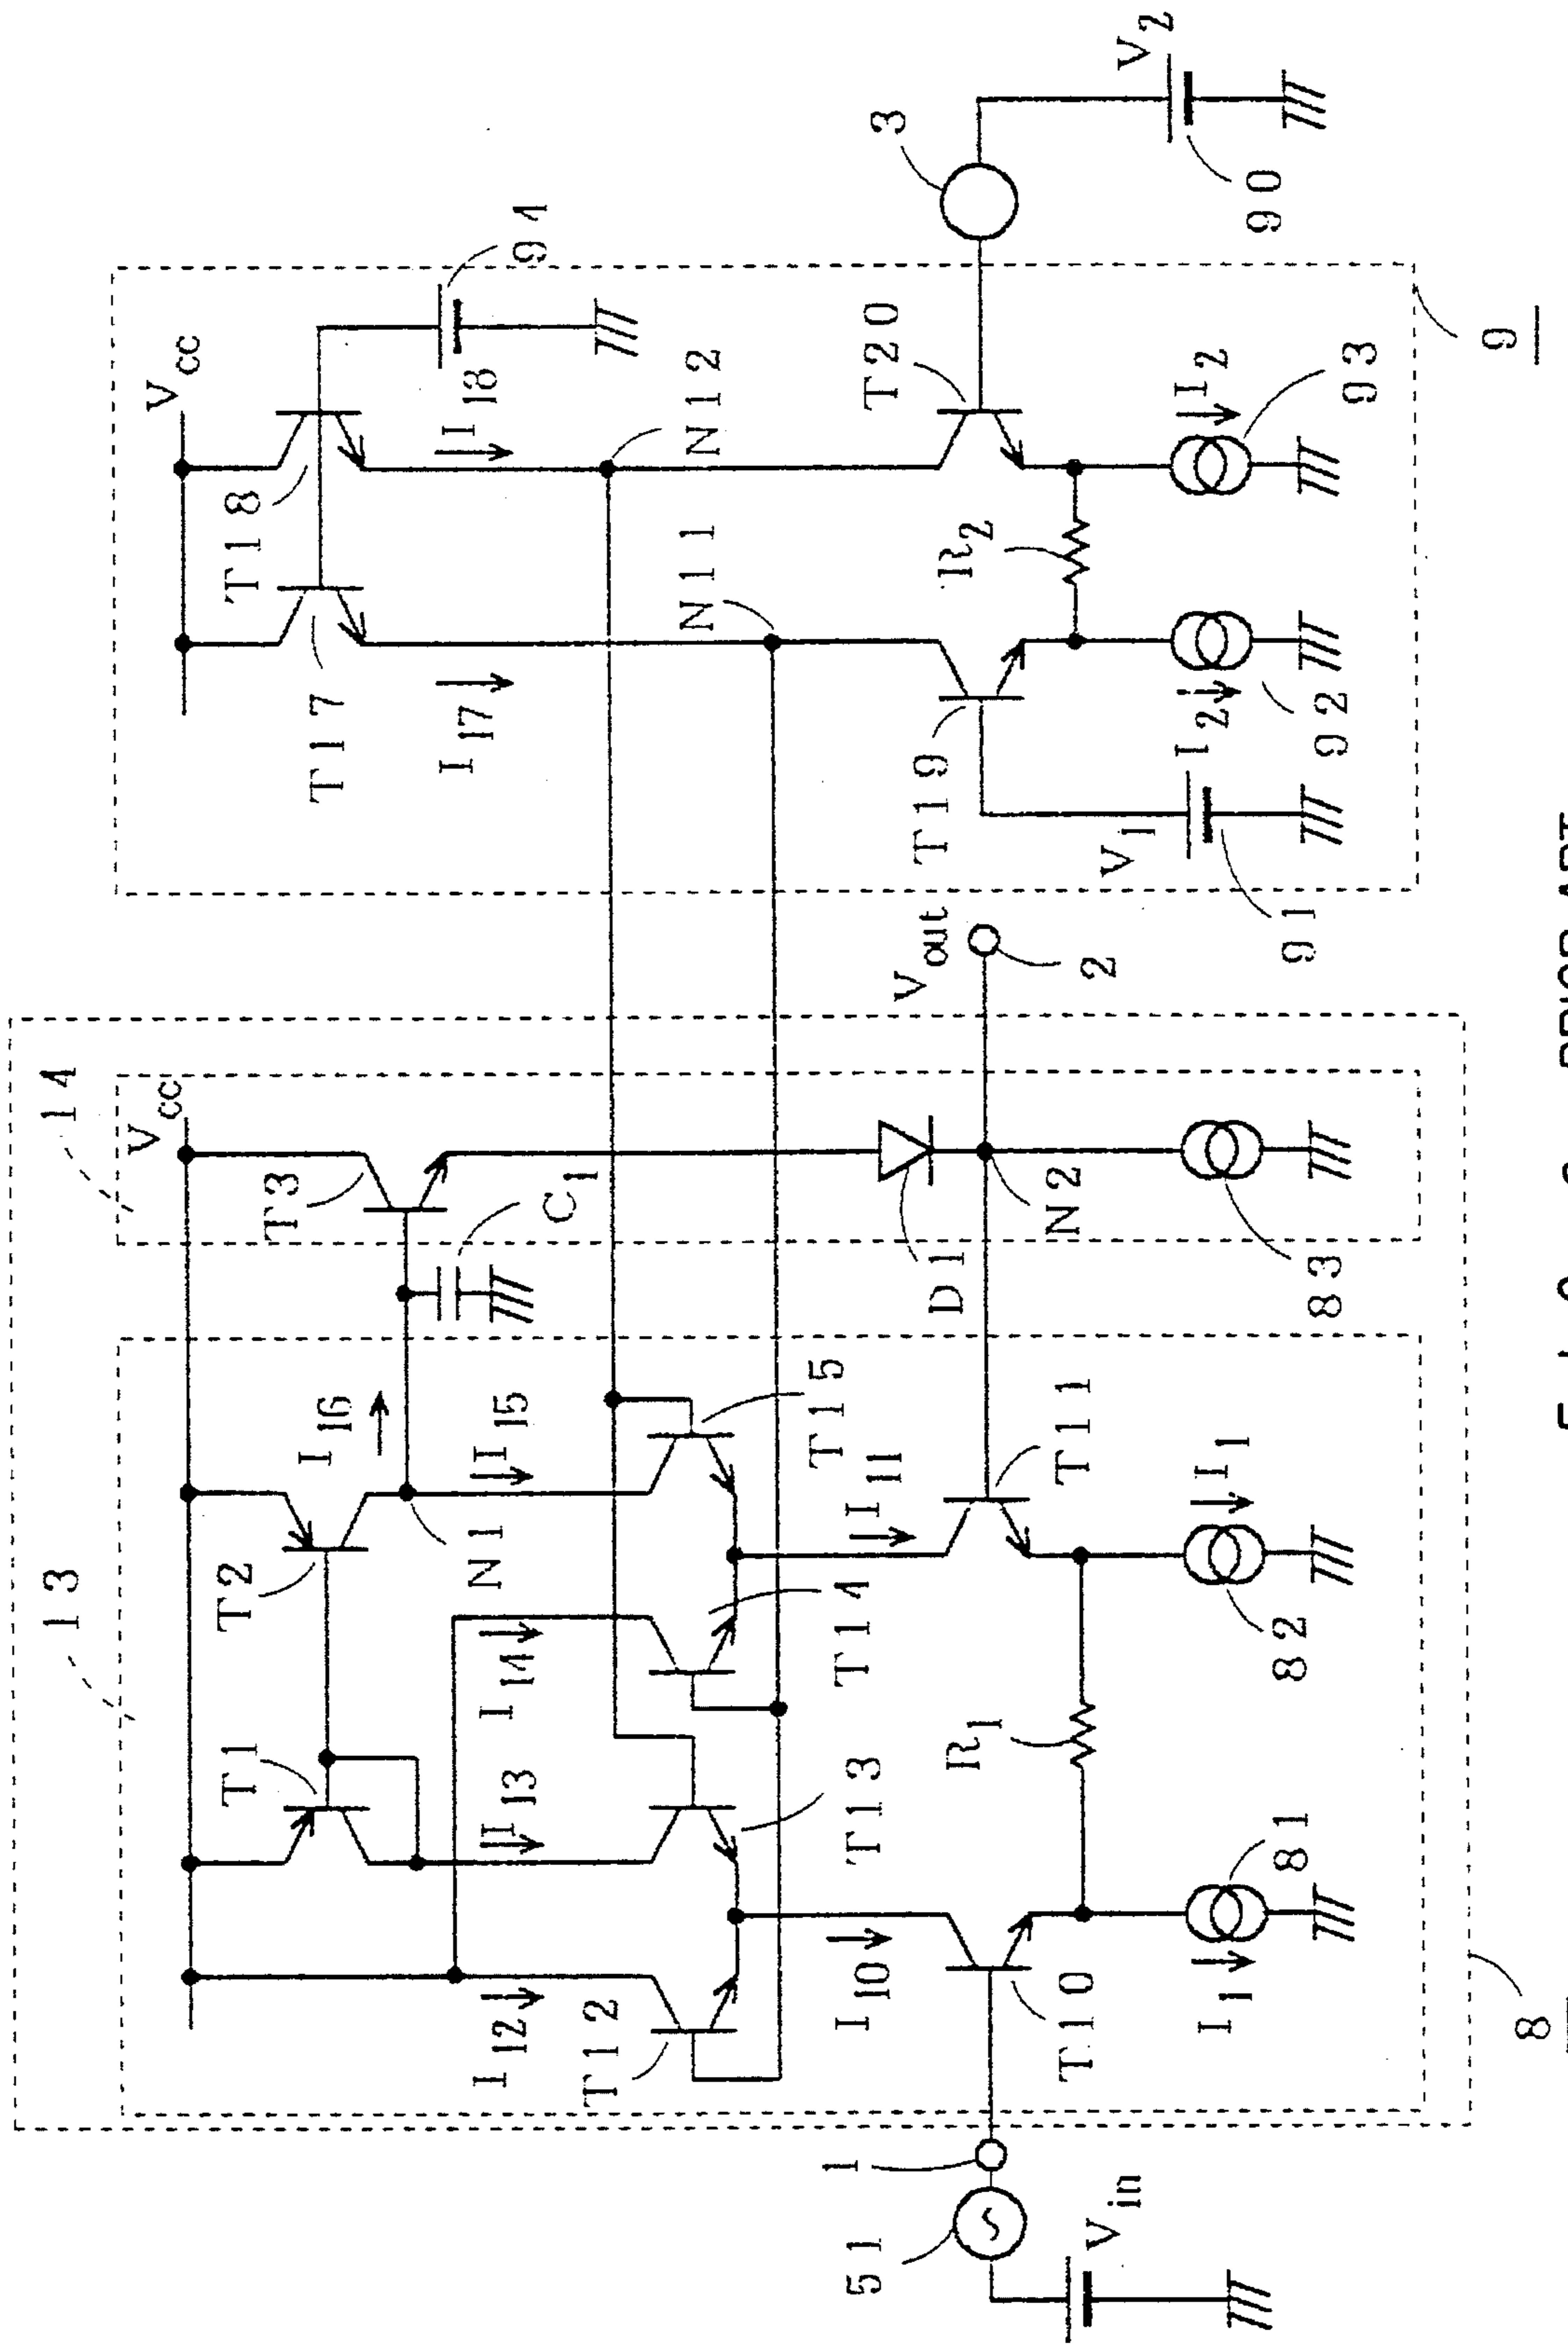 14
13
Vcc
Vcc
T3
T1
T2
I16
C1
N1
I12
I13
I14
I15
T12
T13
T14
T15
I10
I11
D1
N2
Vout
2
1
51
Vin
T10
T11
R1
I1
81
82
I1
83
8
T17
T18
94
I17
I18
N11
N12
T19
T20
3
R2
V1
91
I2
92
I2
93
V2
90
9
PRIOR ART